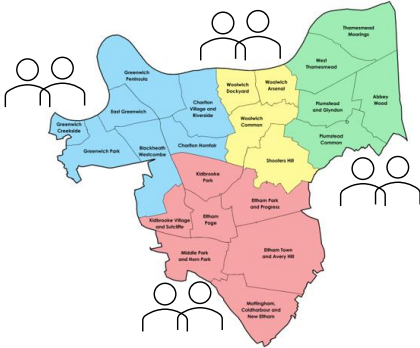 Thamesmead
Moorings
West
Thamesmead
Abbey
Wood
Plumstead
and Glyndon
Plumstead
Common
Greenwich
Peninsula
Woolwich
Dockyard
Woolwich
Arsenal
Charlton
Village and
Riverside
East Greenwich
Woolwich
Common
Greenwich
Creekside
Greenwich Park
Blackheath
Westcombe
Charlton Hornfair
Shooters Hill
Kidbrooke
Park
Eltham Park
and Progress
Kidbrooke Village
and Sutcliffe
Eltham
Page
Middle Park
and Horn Park
Eltham Town
and Avery Hill
Mottingham,
Coldharbour and
New Eltham